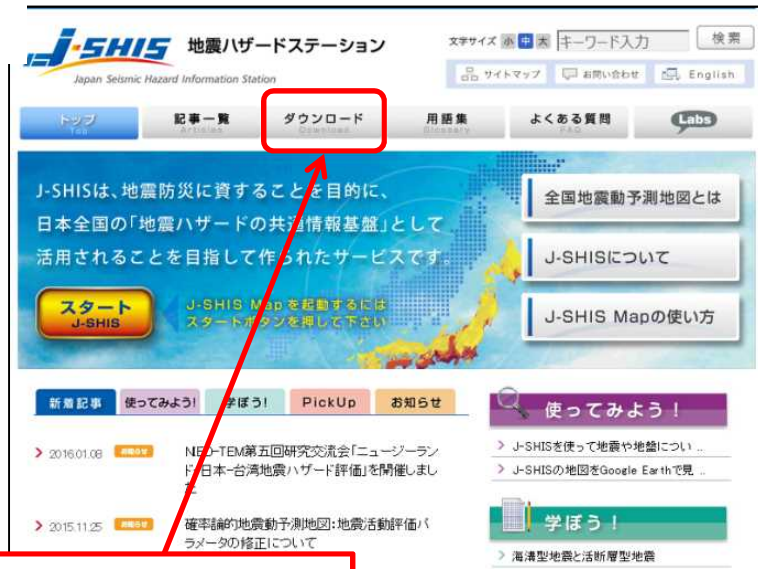 J-SHIS 地震ハザードステーション
Japan Seismic Hazard Information Station
文字サイズ 小 中 大 キーワード入力 検索
サイトマップ お問い合わせ English
トップ 記事一覧 ダウンロード 用語集 よくある質問 Labs
Top Articles Download Glossary FAQ
J-SHISは、地震防災に資することを目的に、
日本全国の「地震ハザードの共通情報基盤」として
活用されることを目指して作られたサービスです。
スタート
J-SHIS
J-SHIS Mapを起動するには
スタートボタンを押して下さい
全国地震動予測地図とは
J-SHISについて
J-SHIS Mapの使い方
新着記事 使ってみよう! 学ぼう! PickUp お知らせ
2016.01.08 お知らせ NIED-TEM第五回研究交流会「ニュージーラン
ド-日本-台湾地震ハザード評価」を開催しまし
た
2015.11.25 お知らせ 確率論的地震動予測地図:地震活動評価パ
ラメータの修正について
使ってみよう!
J-SHISを使って地震や地盤につい ..
J-SHISの地図をGoogle Earthで見 ..
学ぼう!
海溝型地震と活断層型地震